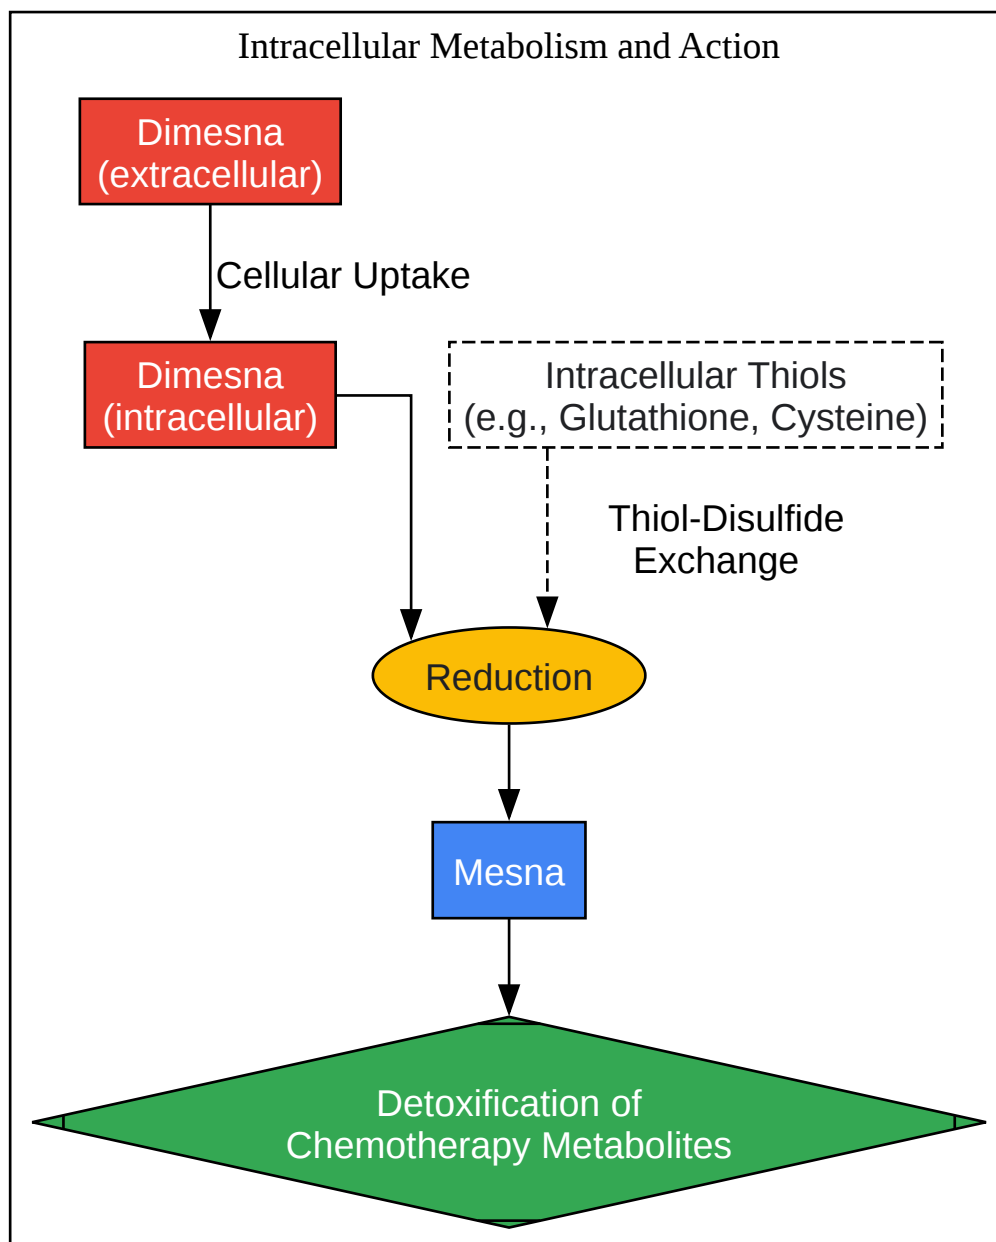 Intracellular Metabolism and Action
Dimesna
(extracellular)
Cellular Uptake
Dimesna
(intracellular)
Intracellular Thiols
(e.g., Glutathione, Cysteine)
Thiol-Disulfide
Exchange
Reduction
Mesna
Detoxification of
Chemotherapy Metabolites